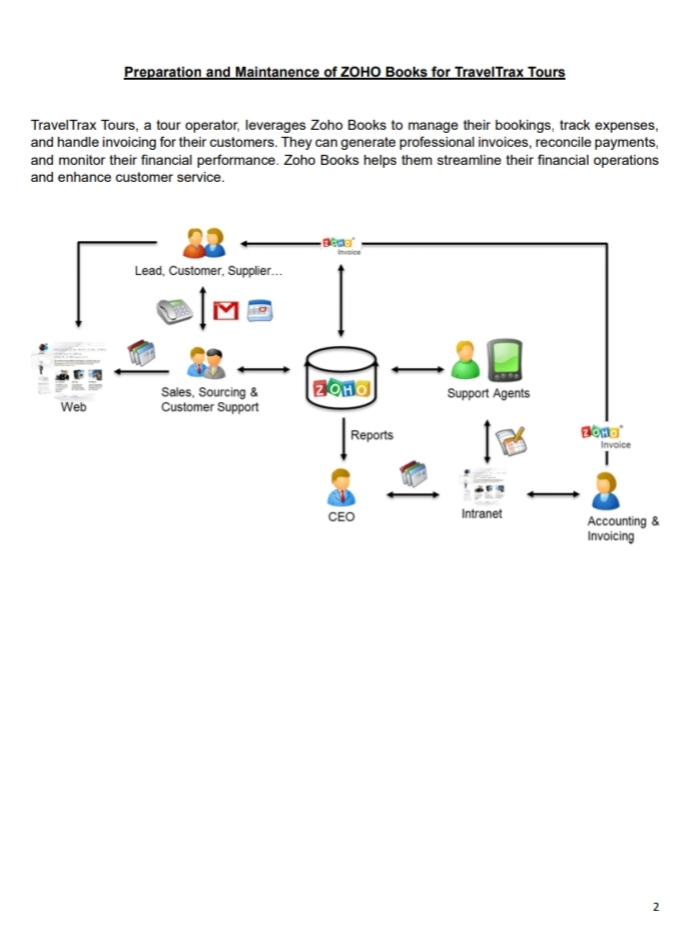 Preparation and Maintanence of ZOHO Books for TravelTrax Tours
TravelTrax Tours, a tour operator, leverages Zoho Books to manage their bookings, track expenses,
and handle invoicing for their customers. They can generate professional invoices, reconcile payments,
and monitor their financial performance. Zoho Books helps them streamline their financial operations
and enhance customer service.
ZOHO
Invoice
Lead, Customer, Supplier...
Web
Sales, Sourcing &
Customer Support
ZOHO
Support Agents
Reports
ZOHO
Invoice
CEO
Intranet
Accounting &
Invoicing
2